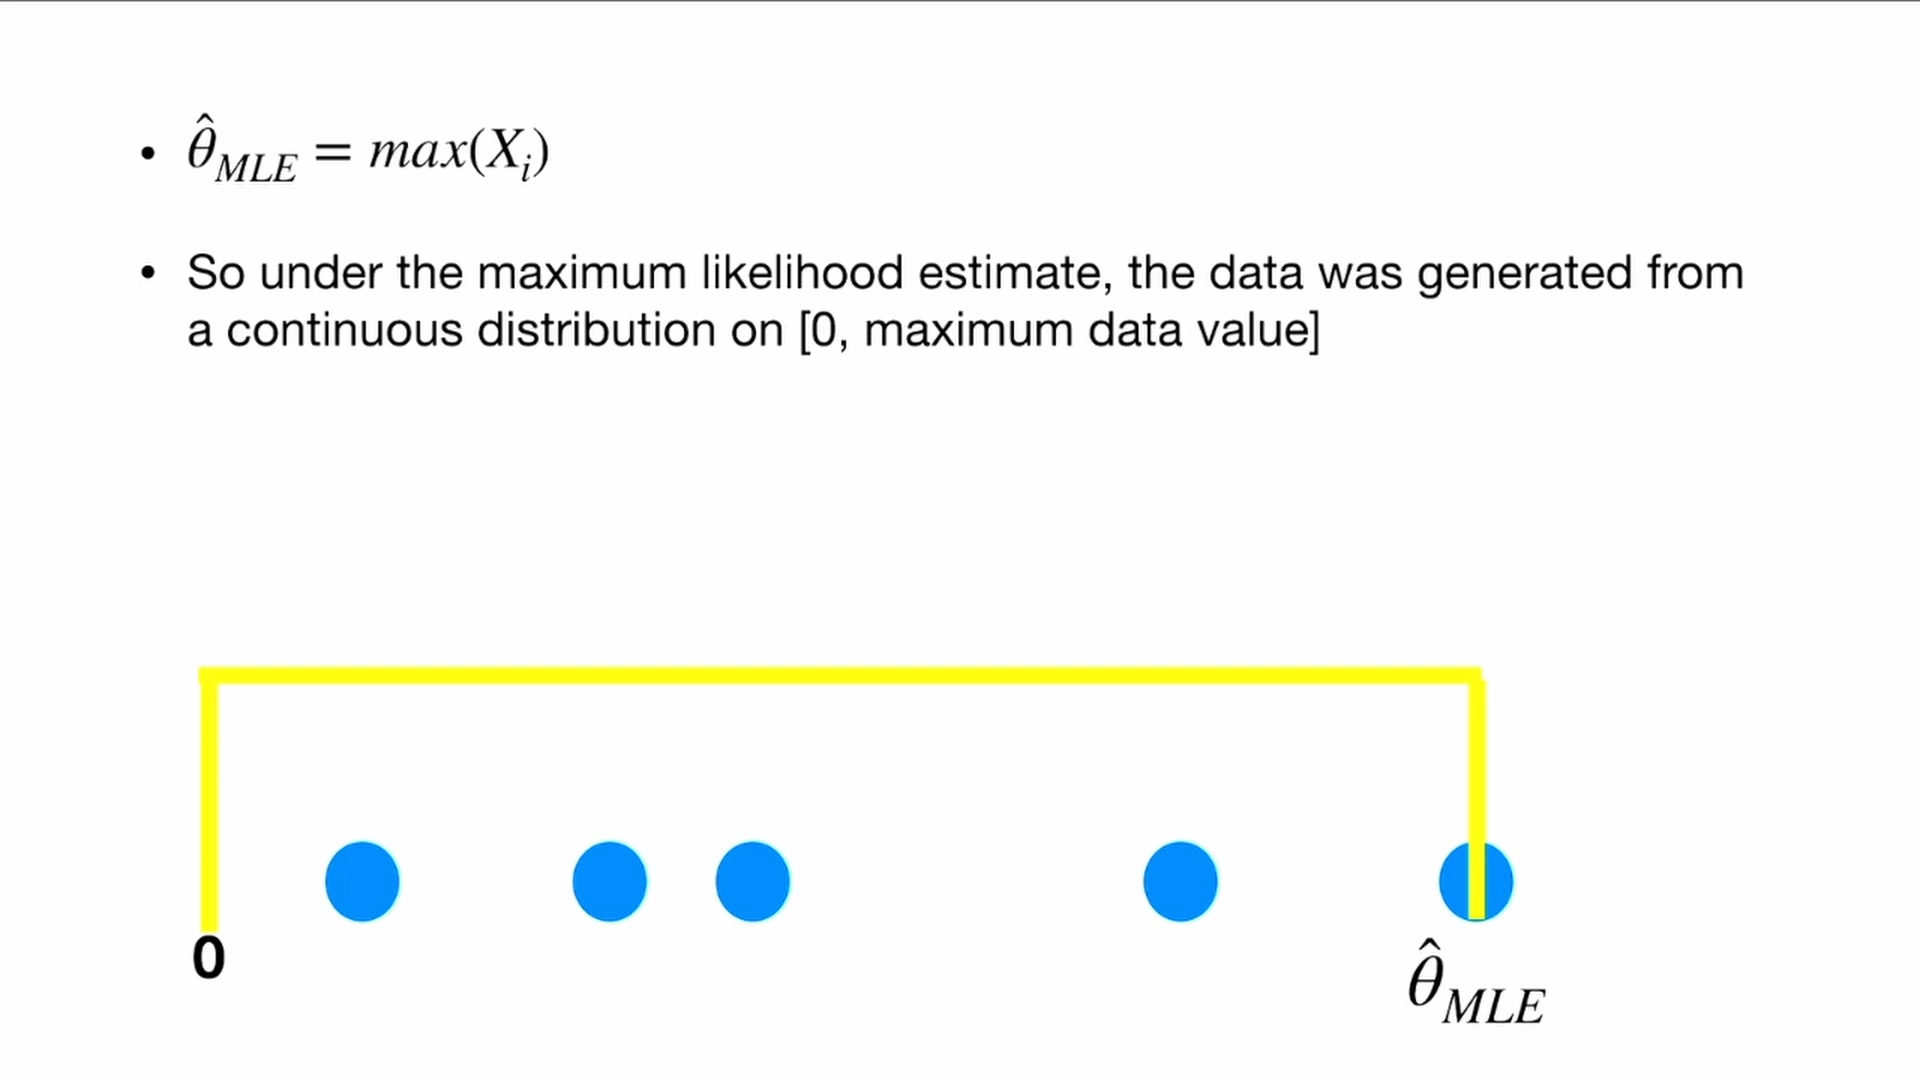 • θ̂_MLE = max(X_i)
• So under the maximum likelihood estimate, the data was generated from
a continuous distribution on [0, maximum data value]
0
θ̂_MLE